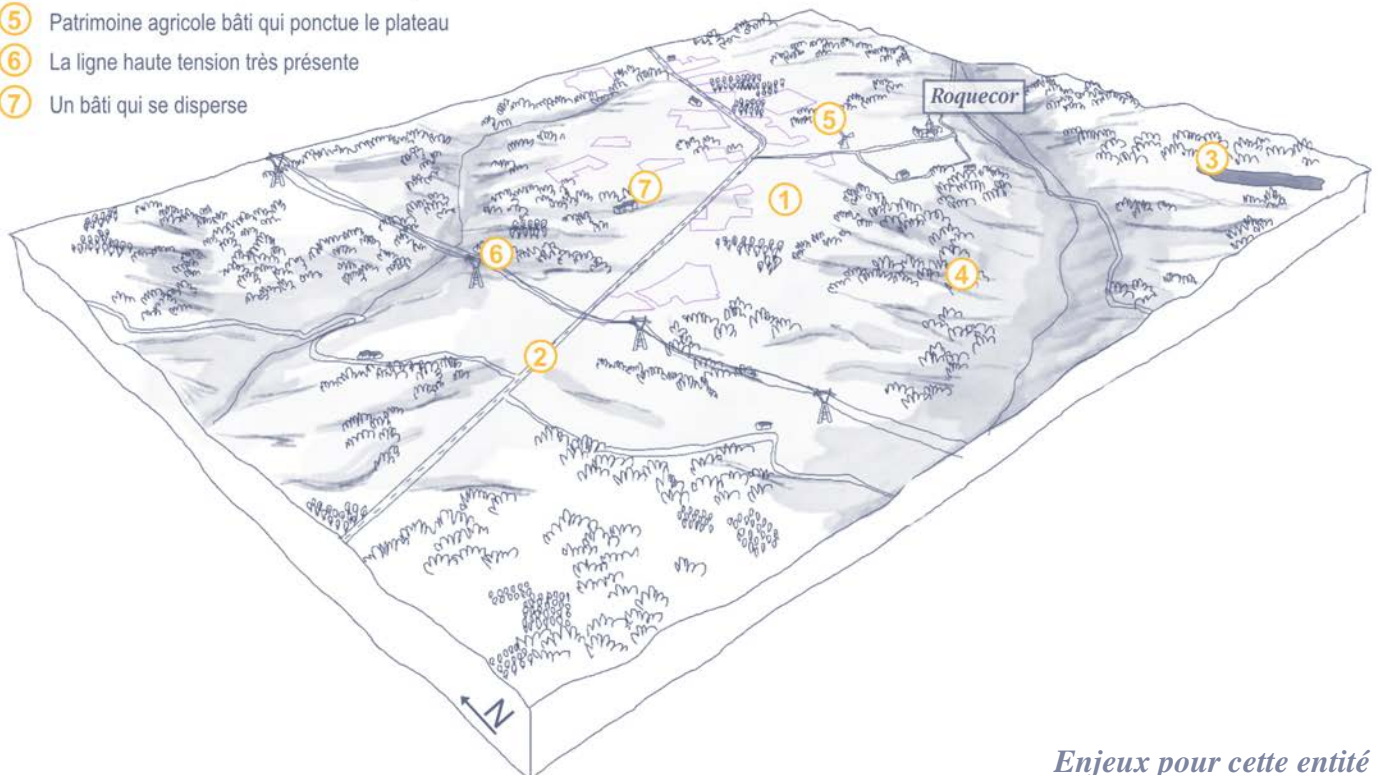 5 Patrimoine agricole bâti qui ponctue le plateau
6 La ligne haute tension très présente
7 Un bâti qui se disperse
Roquecor
5
3
7
1
6
4
2
N
Enjeux pour cette entité